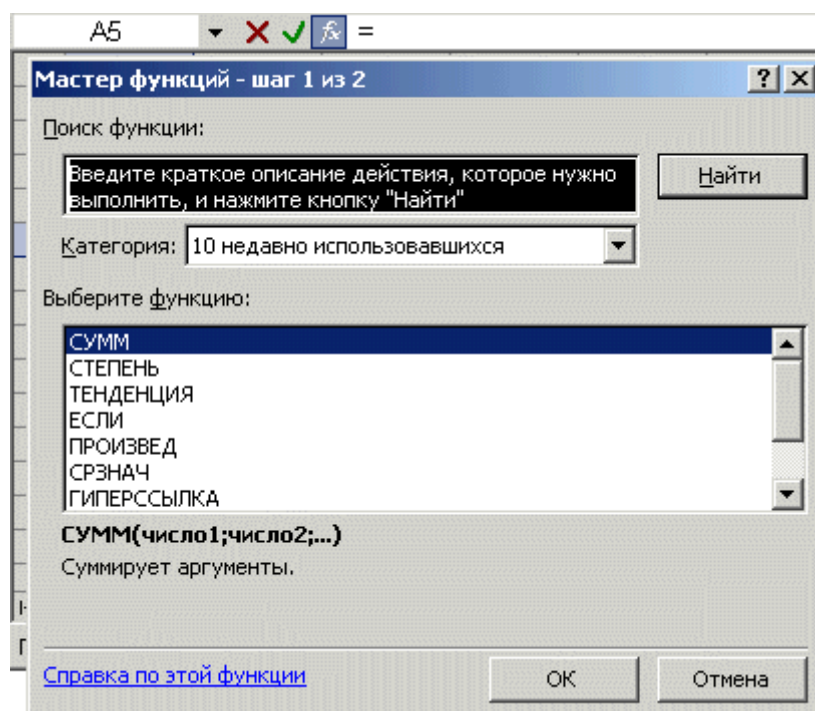 A5 fx =
Мастер функций - шаг 1 из 2 ?
Поиск функции:
Введите краткое описание действия, которое нужно
выполнить, и нажмите кнопку "Найти"
Найти
Категория: 10 недавно использовавшихся
Выберите функцию:
СУММ
СТЕПЕНЬ
ТЕНДЕНЦИЯ
ЕСЛИ
ПРОИЗВЕД
СРЗНАЧ
ГИПЕРССЫЛКА
СУММ(число1;число2;...)
Суммирует аргументы.
Справка по этой функции
ОК
Отмена